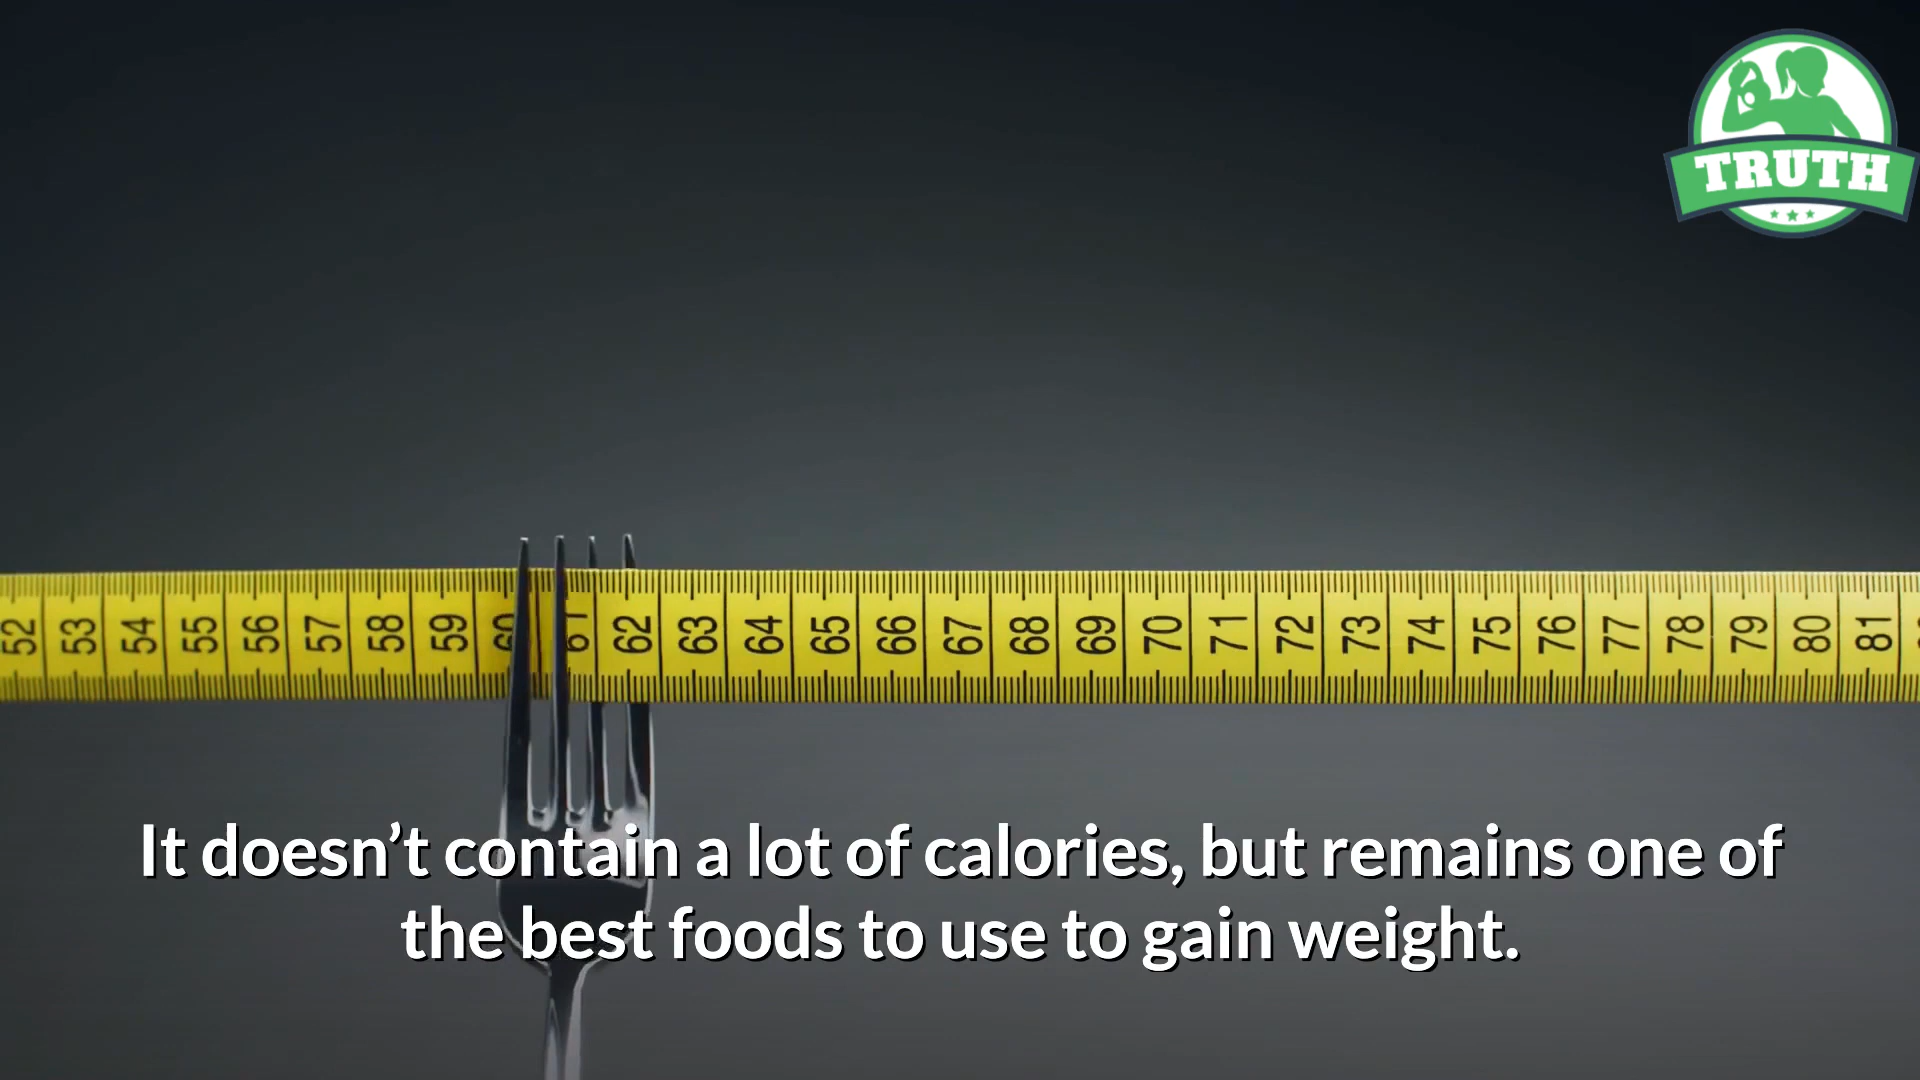 TRUTH
52 53 54 55 56 57 58 59 60 61 62 63 64 65 66 67 68 69 70 71 72 73 74 75 76 77 78 79 80 81
It doesn’t contain a lot of calories, but remains one of
the best foods to use to gain weight.